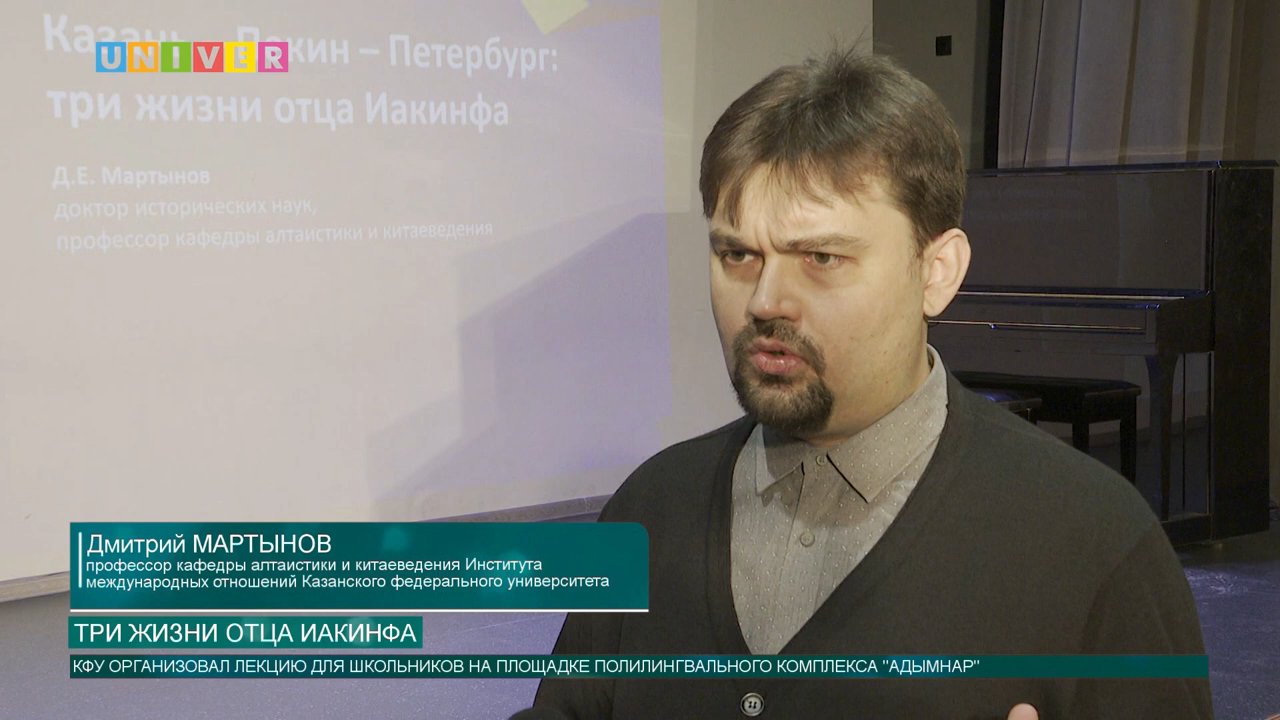 Казань – Пекин – Петербург:
UNIVER
три жизни отца Иакинфа
Д.Е. Мартынов
доктор исторических наук,
профессор кафедры алтаистики и китаеведения
Дмитрий МАРТЫНОВ
профессор кафедры алтаистики и китаеведения Института
международных отношений Казанского федерального университета
ТРИ ЖИЗНИ ОТЦА ИАКИНФА
КФУ ОРГАНИЗОВАЛ ЛЕКЦИЮ ДЛЯ ШКОЛЬНИКОВ НА ПЛОЩАДКЕ ПОЛИЛИНГВАЛЬНОГО КОМПЛЕКСА "АДЫМНАР"